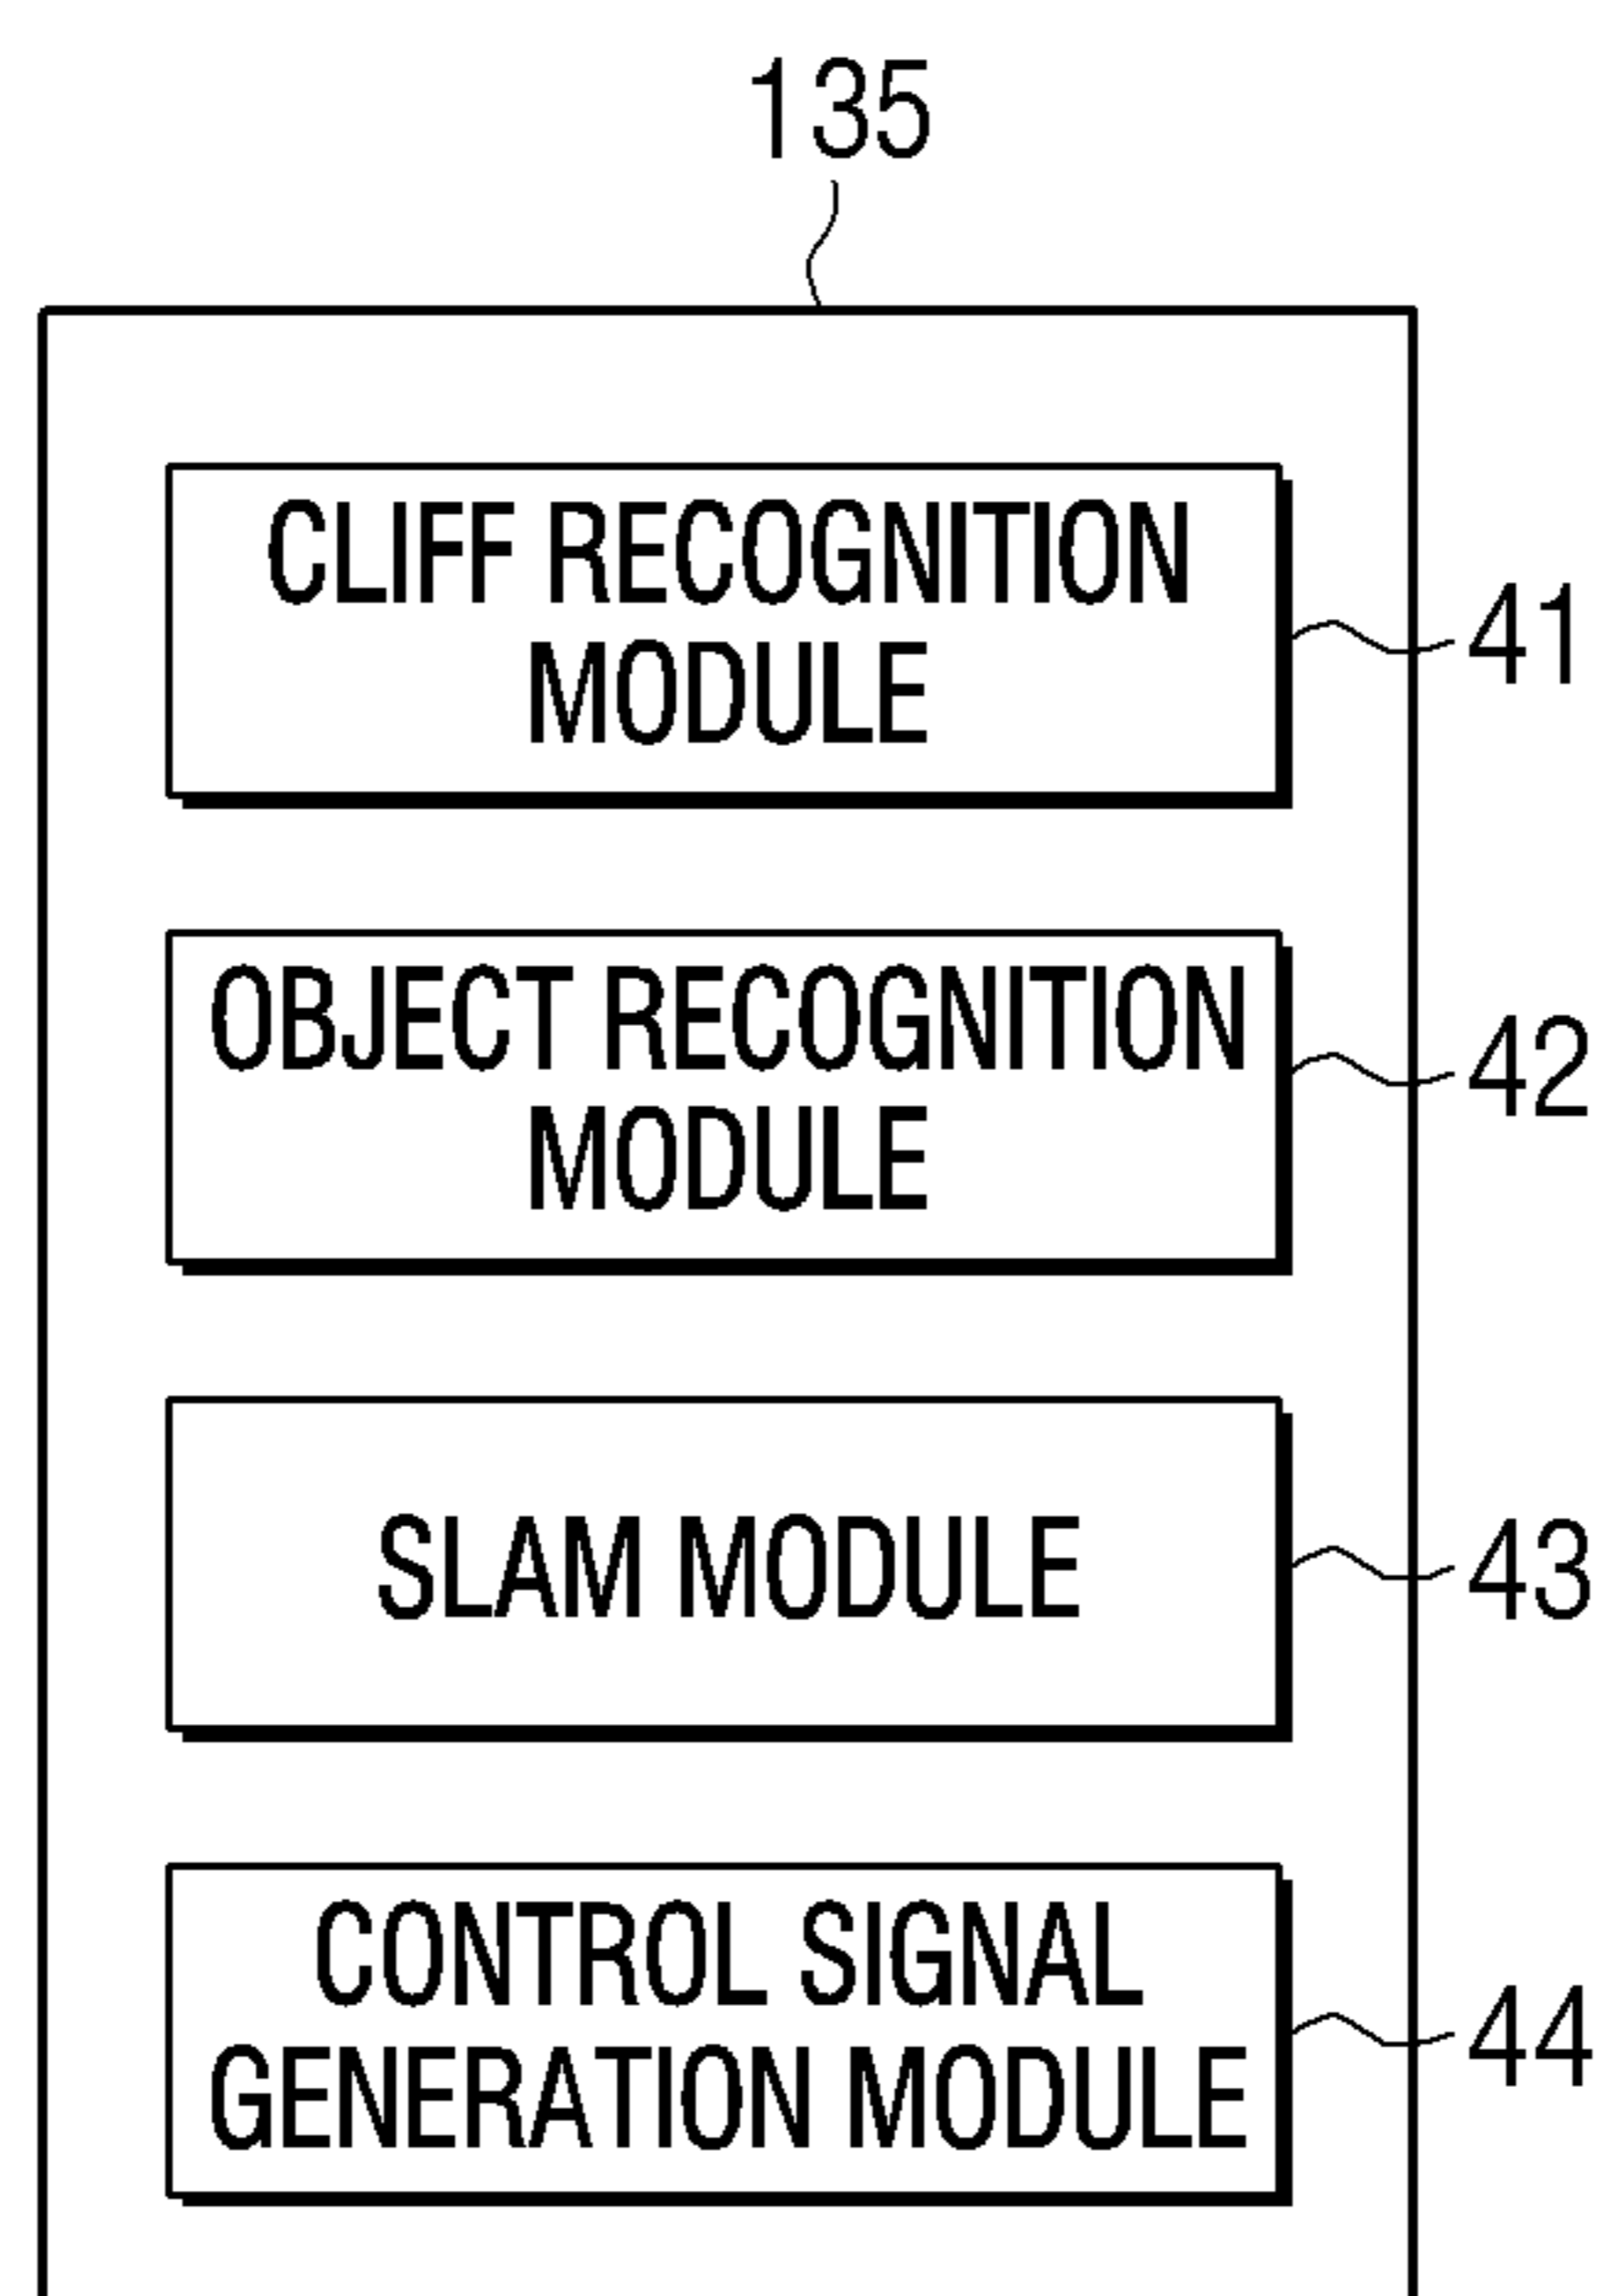 135
CLIFF RECOGNITION
MODULE
41
OBJECT RECOGNITION
MODULE
42
SLAM MODULE
43
CONTROL SIGNAL
GENERATION MODULE
44